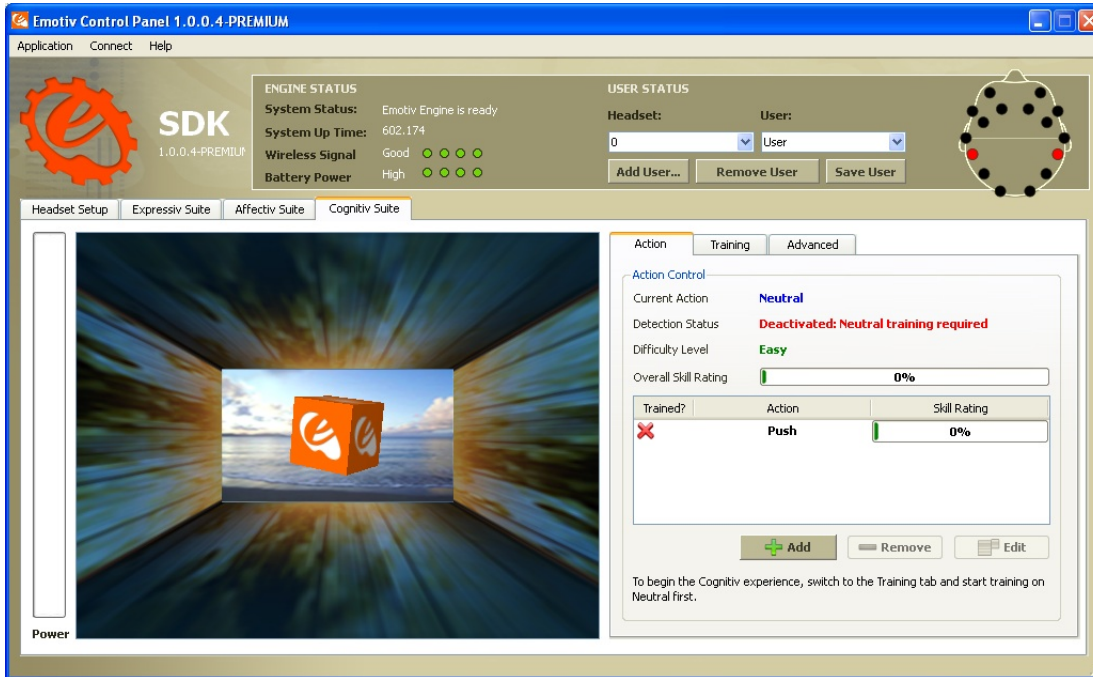 Emotiv Control Panel 1.0.0.4-PREMIUM
Application Connect Help
SDK
1.0.0.4-PREMIUM
ENGINE STATUS
System Status: Emotiv Engine is ready
System Up Time: 602.174
Wireless Signal Good
Battery Power High
USER STATUS
Headset: User:
0 User
Add User... Remove User Save User
Headset Setup Expressiv Suite Affectiv Suite Cognitiv Suite
Power
Action Training Advanced
Action Control
Current Action Neutral
Detection Status Deactivated: Neutral training required
Difficulty Level Easy
Overall Skill Rating 0%
Trained? Action Skill Rating
Push 0%
Add Remove Edit
To begin the Cognitiv experience, switch to the Training tab and start training on
Neutral first.